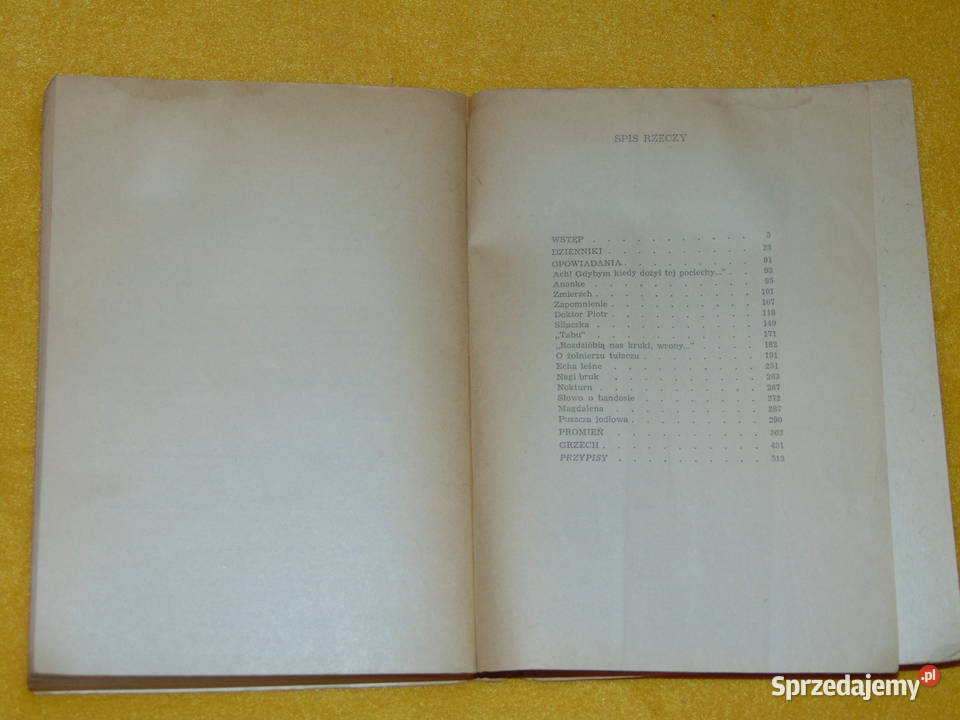 SPIS RZECZY
WSTĘP . . . . . . . . . . 5
DZIENNIKI . . . . . . . . . 23
OPOWIADANIA . . . . . . . . 91
Ach! Gdybym kiedy dożył tej pociechy..." . . 93
Ananke . . . . . . . . . . 95
Zmierzch . . . . . . . . . 101
Zapomnienie . . . . . . . . 107
Doktor Piotr . . . . . . . . 118
Siłaczka . . . . . . . . . 149
„Tabu" . . . . . . . . . . 171
„Rozdzióbią nas kruki, wrony..." . . . . 182
O żołnierzu tułaczu . . . . . . 191
Echa leśne . . . . . . . . 251
Nagi bruk . . . . . . . . 263
Nokturn . . . . . . . . . 267
Słowo o bandosie . . . . . . 272
Magdalena . . . . . . . . 287
Puszcza jodłowa . . . . . . . 290
PROMIEŃ . . . . . . . . 303
GRZECH . . . . . . . . . 431
PRZYPISY . . . . . . . . 513
Sprzedajemy.pl